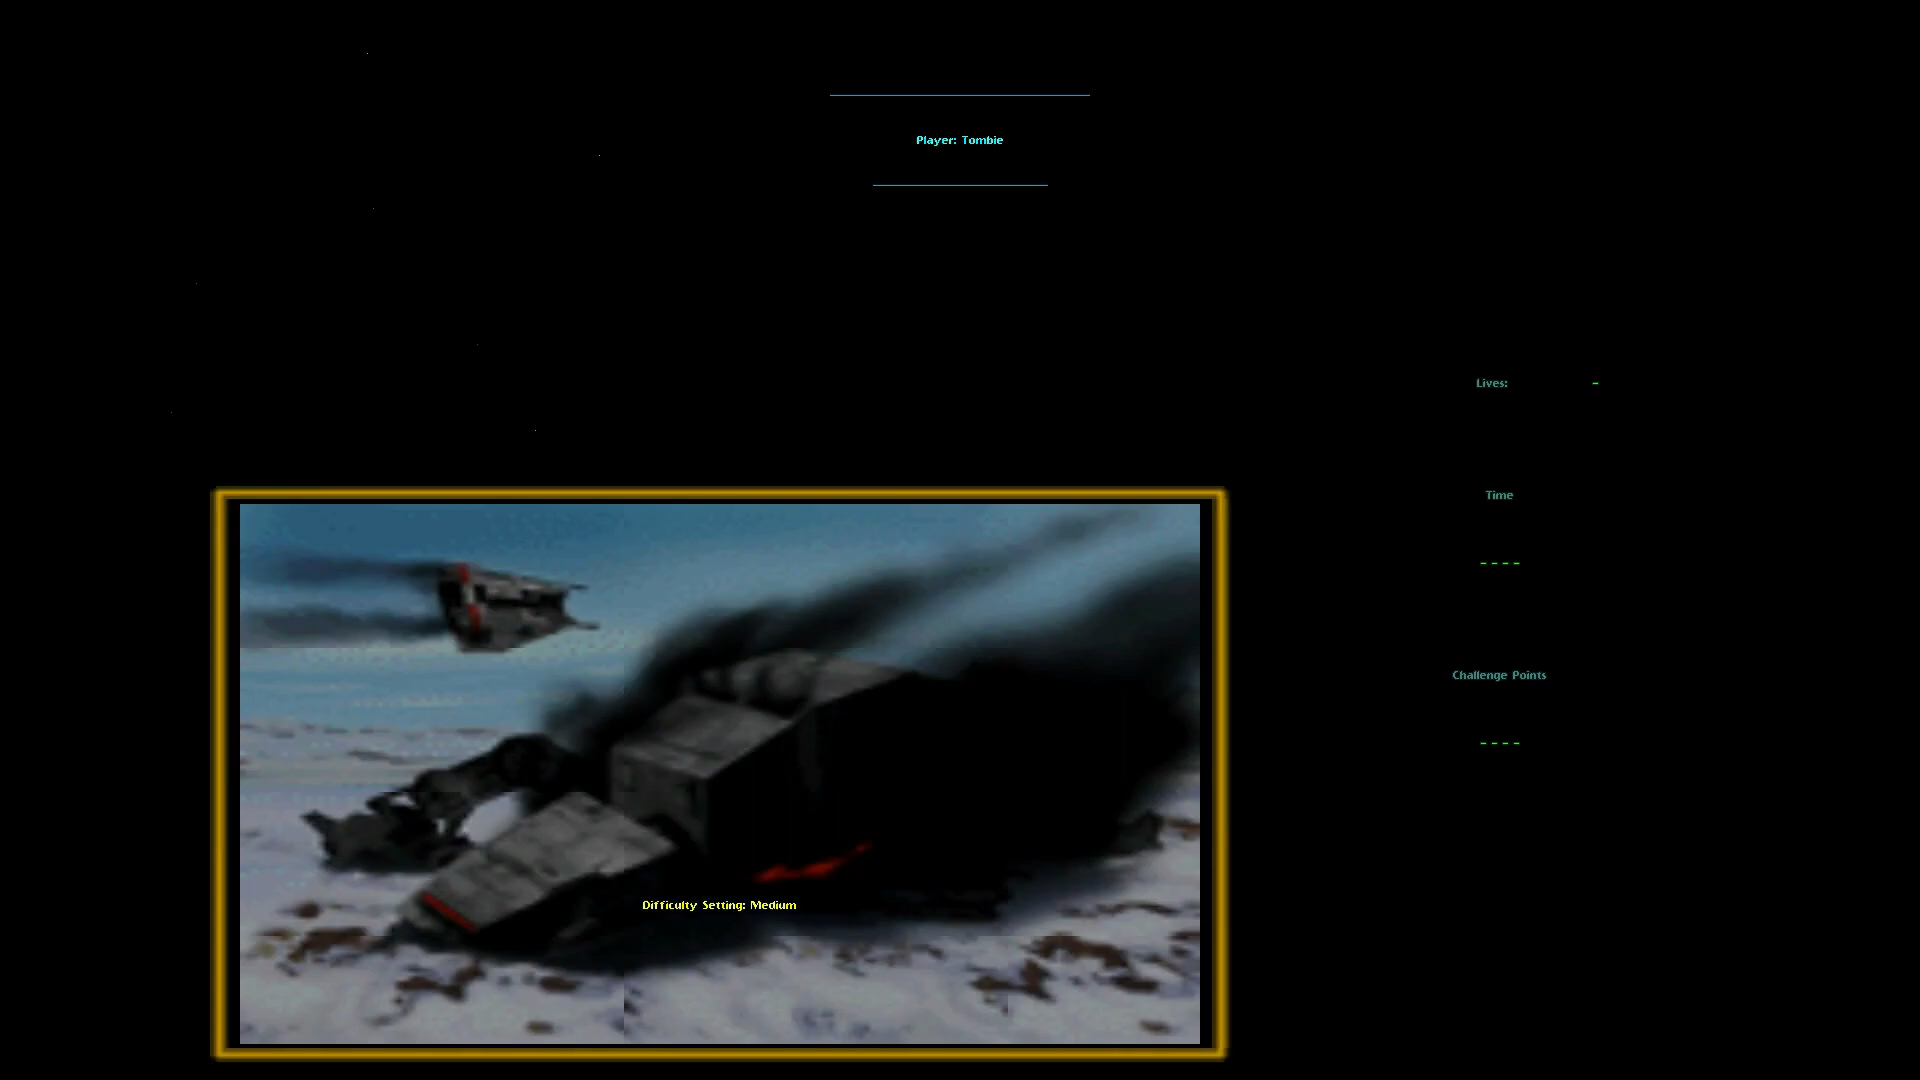 Player: Tombie
Lives: -
Time
----
Challenge Points
----
Difficulty Setting: Medium